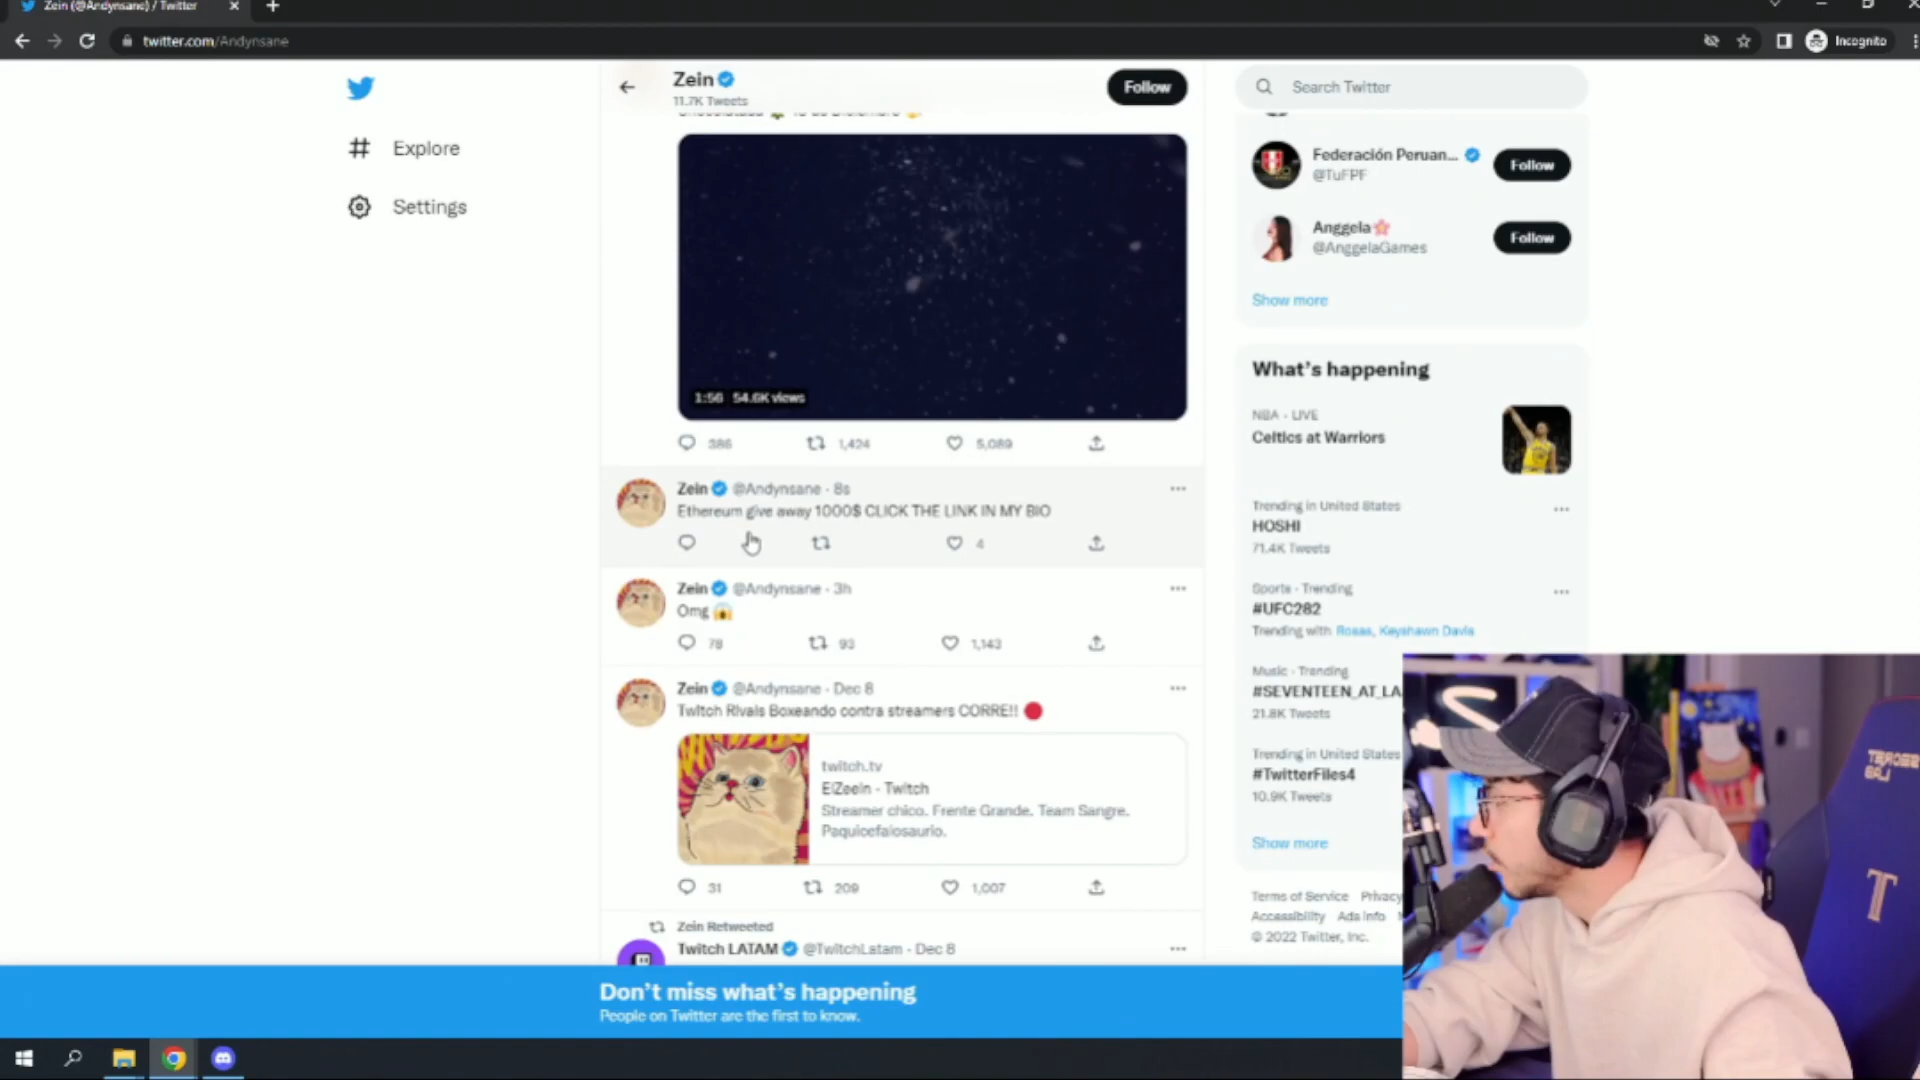 Zein (@Andynsane) / Twitter
twitter.com/Andynsane
Incognito
Explore
Settings
Zein
11.7K Tweets
Follow
1:56 54.6K views
386 1,424 5,089
Zein @Andynsane · 8s
Ethereum give away 1000$ CLICK THE LINK IN MY BIO
4
Zein @Andynsane · 3h
Omg 😱
78 93 1,143
Zein @Andynsane · Dec 8
Twitch Rivals Boxeando contra streamers CORRE!! 🔴
twitch.tv
ElZeein - Twitch
Streamer chico. Frente Grande. Team Sangre.
Paquicefalosaurio.
31 209 1,007
Zein Retweeted
Twitch LATAM @TwitchLatam · Dec 8
Search Twitter
Federación Peruan...
@TuFPF
Follow
Anggela🌸
@AnggelaGames
Follow
Show more
What's happening
NBA · LIVE
Celtics at Warriors
Trending in United States
HOSHI
71.4K Tweets
Sports · Trending
#UFC282
Trending with Rosas, Keyshawn Davis
Music · Trending
#SEVENTEEN_AT_LA
21.8K Tweets
Trending in United States
#TwitterFiles4
10.9K Tweets
Show more
Terms of Service Privacy
Accessibility Ads info
© 2022 Twitter, Inc.
Don't miss what's happening
People on Twitter are the first to know.